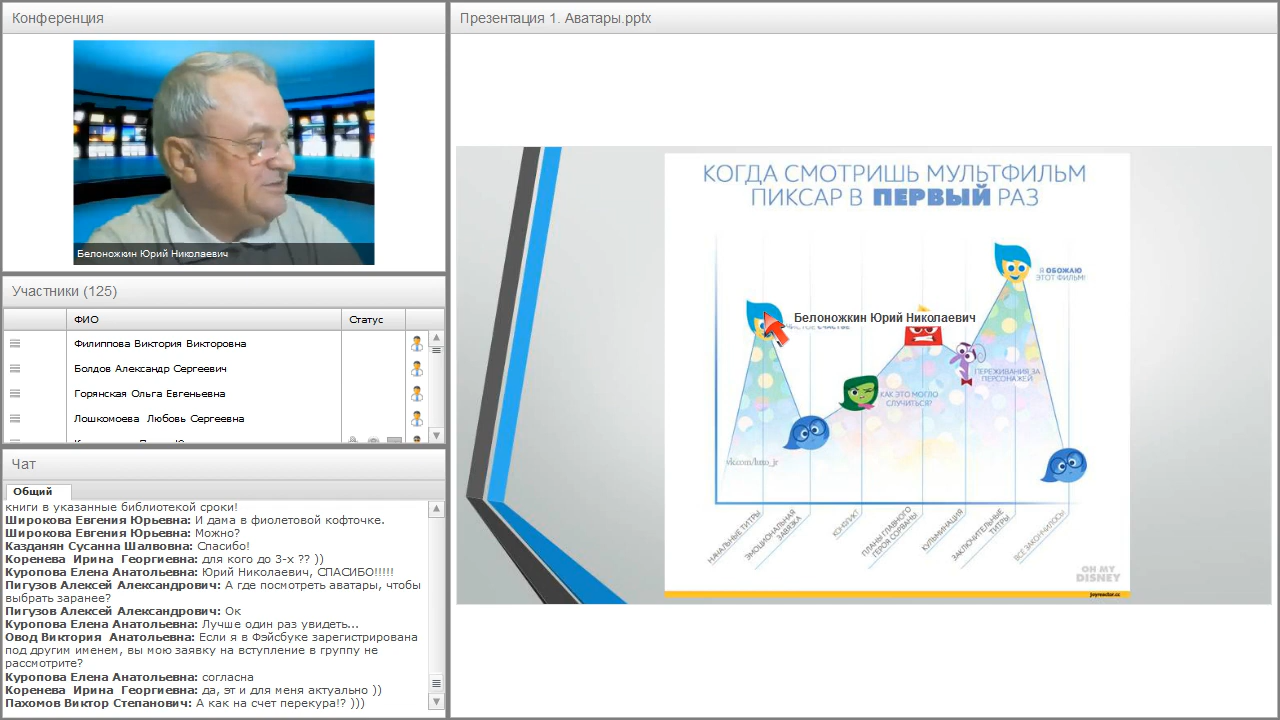 Конференция
Белоножкин Юрий Николаевич
Участники (125)
ФИО
Статус
Филиппова Виктория Викторовна
Болдов Александр Сергеевич
Горянская Ольга Евгеньевна
Лошкомоева Любовь Сергеевна
Чат
Общий
книги в указанные библиотекой сроки!
Широкова Евгения Юрьевна: И дама в фиолетовой кофточке.
Широкова Евгения Юрьевна: Можно?
Казданян Сусанна Шалвовна: Спасибо!
Коренева Ирина Георгиевна: для кого до 3-х ?? ))
Куропова Елена Анатольевна: Юрий Николаевич, СПАСИБО!!!!!
Пигузов Алексей Александрович: А где посмотреть аватары, чтобы
выбрать заранее?
Пигузов Алексей Александрович: Ок
Куропова Елена Анатольевна: Лучше один раз увидеть...
Овод Виктория Анатольевна: Если я в Фэйсбуке зарегистрирована
под другим именем, вы мою заявку на вступление в группу не
рассмотрите?
Куропова Елена Анатольевна: согласна
Коренева Ирина Георгиевна: да, эт и для меня актуально ))
Пахомов Виктор Степанович: А как на счет перекура!? )))
Презентация 1. Аватары.pptx
КОГДА СМОТРИШЬ МУЛЬТФИЛЬМ
ПИКСАР В ПЕРВЫЙ РАЗ
Я ОБОЖАЮ
ЭТОТ ФИЛЬМ!
Белоножкин Юрий Николаевич
ЧИСТОЕ СЧАСТЬЕ
ПЕРЕЖИВАНИЯ ЗА
ПЕРСОНАЖЕЙ
КАК ЭТО МОГЛО
СЛУЧИТЬСЯ?
НАЧАЛЬНЫЕ ТИТРЫ
ЭМОЦИОНАЛЬНАЯ
ЗАВЯЗКА
КОНФЛИКТ
ПЛАНЫ ГЛАВНОГО
ГЕРОЯ СОРВАНЫ
КУЛЬМИНАЦИЯ
ЗАКЛЮЧИТЕЛЬНЫЕ
ТИТРЫ
ВСЕ ЗАКОНЧИЛОСЬ
OH MY
DISNEY
joyreactor.cc